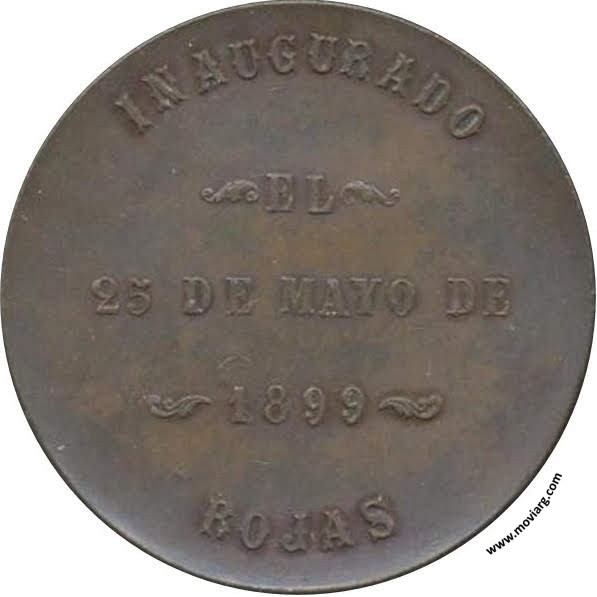 INAUGURADO
EL
25 DE MAYO DE
1899
ROJAS
www.moviarg.com